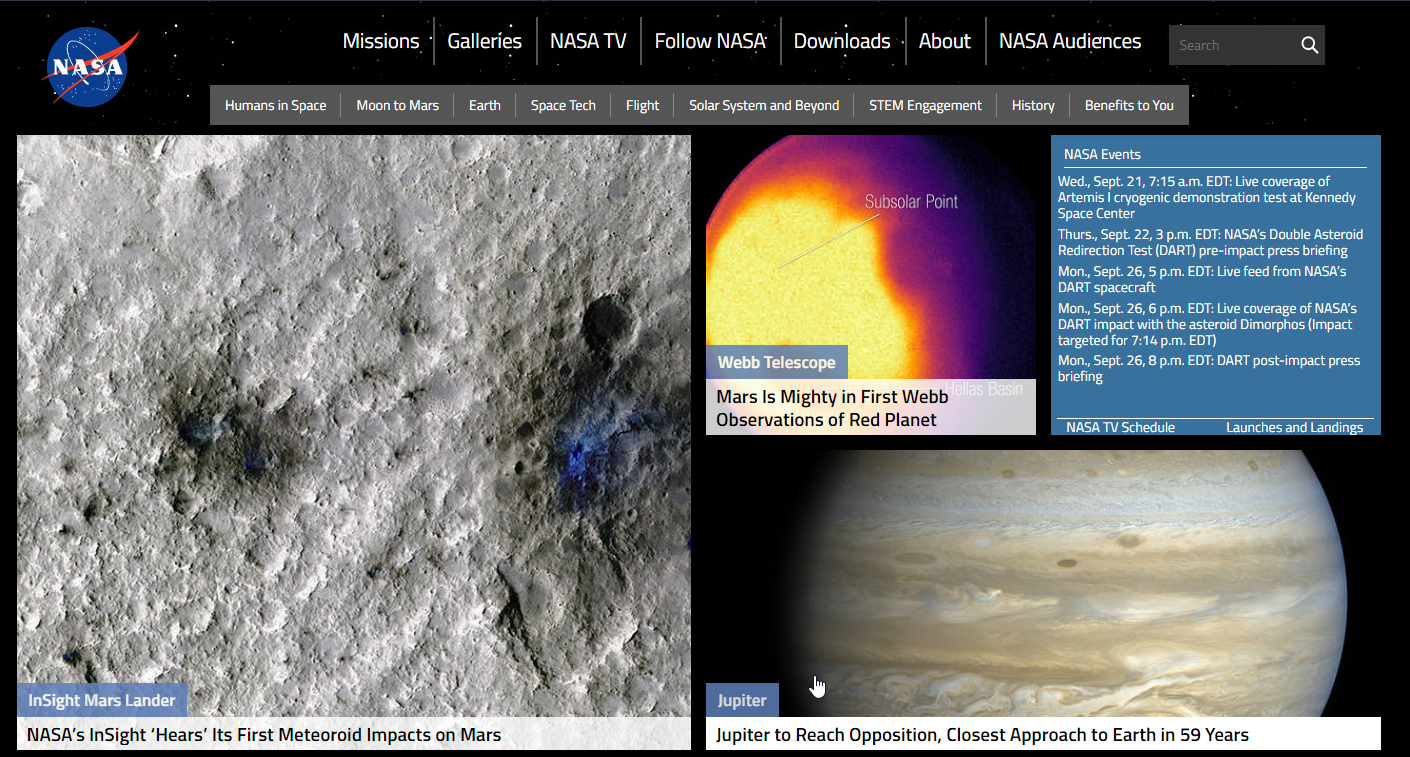 NASA
Missions
Galleries
NASA TV
Follow NASA
Downloads
About
NASA Audiences
Search
Humans in Space
Moon to Mars
Earth
Space Tech
Flight
Solar System and Beyond
STEM Engagement
History
Benefits to You
InSight Mars Lander
NASA's InSight ‘Hears’ Its First Meteoroid Impacts on Mars
Subsolar Point
Hellas Basin
Webb Telescope
Mars Is Mighty in First Webb
Observations of Red Planet
NASA Events
Wed., Sept. 21, 7:15 a.m. EDT: Live coverage of
Artemis I cryogenic demonstration test at Kennedy
Space Center
Thurs., Sept. 22, 3 p.m. EDT: NASA's Double Asteroid
Redirection Test (DART) pre-impact press briefing
Mon., Sept. 26, 5 p.m. EDT: Live feed from NASA's
DART spacecraft
Mon., Sept. 26, 6 p.m. EDT: Live coverage of NASA's
DART impact with the asteroid Dimorphos (Impact
targeted for 7:14 p.m. EDT)
Mon., Sept. 26, 8 p.m. EDT: DART post-impact press
briefing
NASA TV Schedule
Launches and Landings
Jupiter
Jupiter to Reach Opposition, Closest Approach to Earth in 59 Years